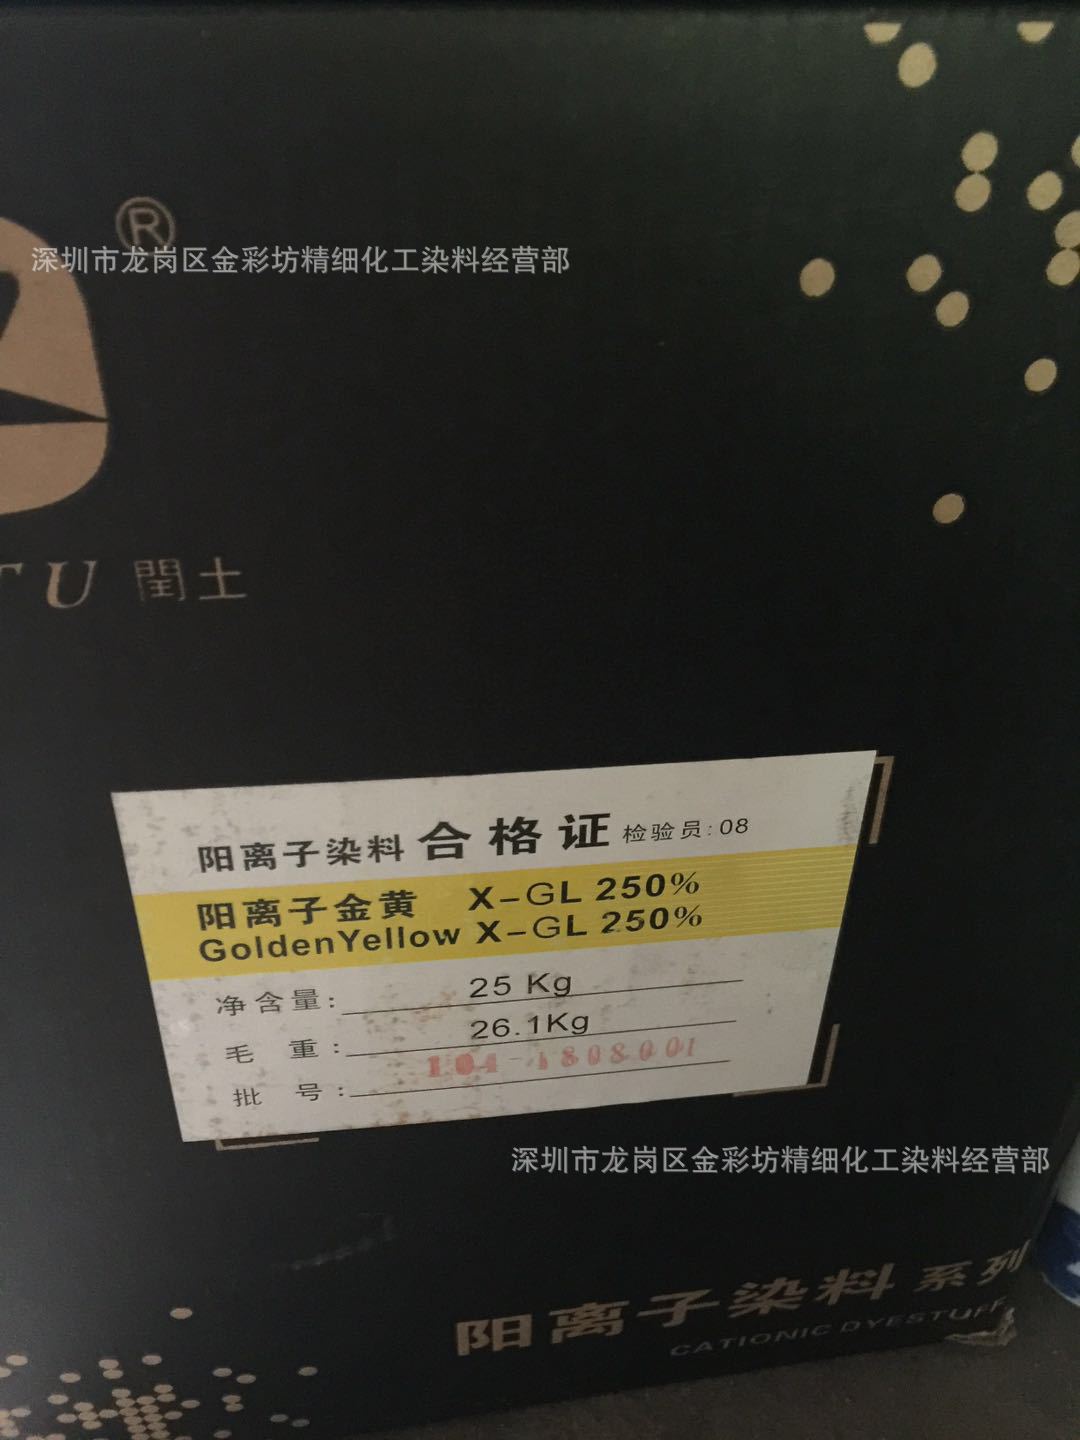 ®
深圳市龙岗区金彩坊精细化工染料经营部
TU 閏土
阳离子染料 合格证 检验员:08
阳离子金黄 X-GL 250%
GoldenYellow X-GL 250%
净含量: 25 Kg
毛 重: 26.1Kg
批 号: 104-1808001
深圳市龙岗区金彩坊精细化工染料经营部
阳离子染料系列
CATIONIC DYESTUFF